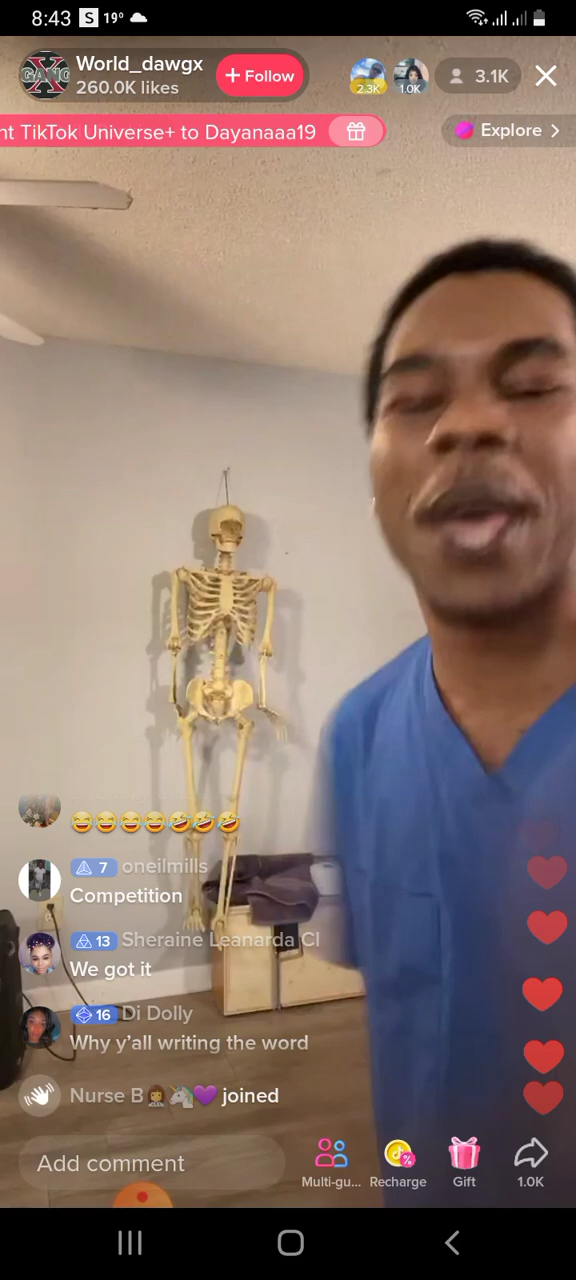 8:43 S 19°
World_dawgx
260.0K likes
+ Follow
2.3K
1.0K
3.1K
nt TikTok Universe+ to Dayanaaa19
Explore >
7 oneilmills
Competition
13 Sheraine Leanarda Cl
We got it
16 Di Dolly
Why y'all writing the word
Nurse B joined
Add comment
Multi-gu...
Recharge
Gift
1.0K